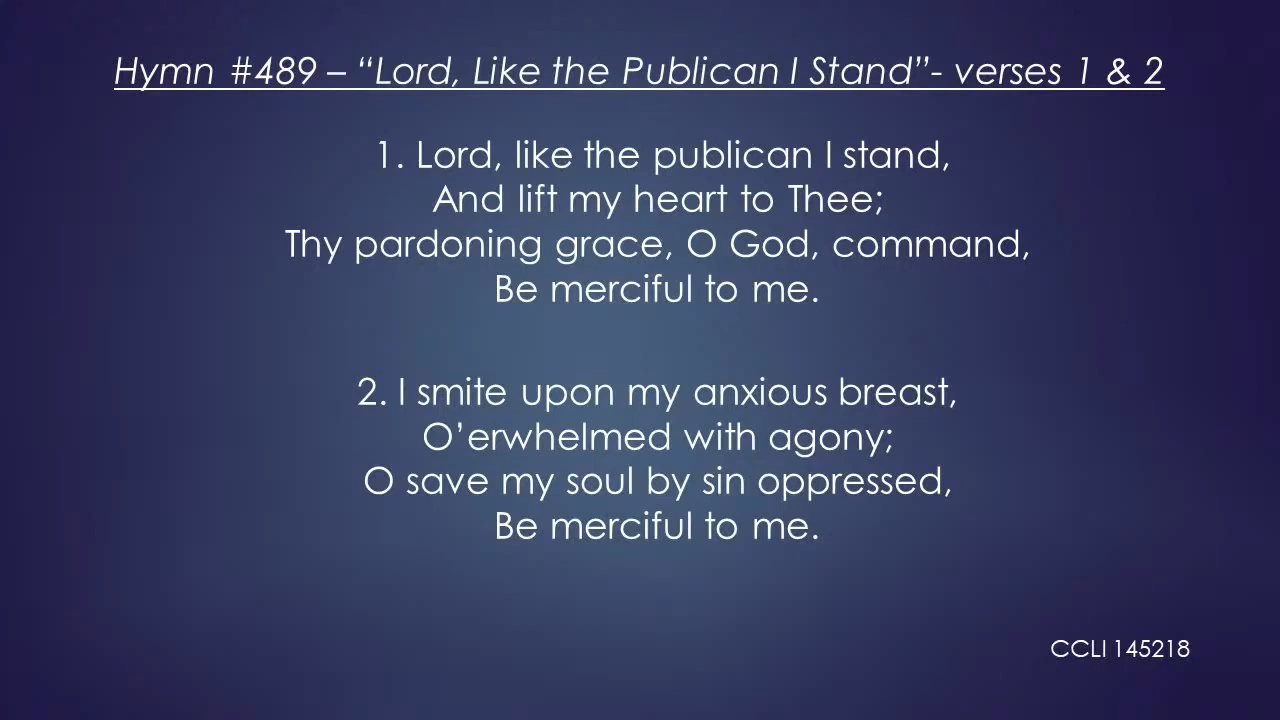 Hymn #489 – “Lord, Like the Publican I Stand”- verses 1 & 2
1. Lord, like the publican I stand,
And lift my heart to Thee;
Thy pardoning grace, O God, command,
Be merciful to me.
2. I smite upon my anxious breast,
O’erwhelmed with agony;
O save my soul by sin oppressed,
Be merciful to me.
CCLI 145218